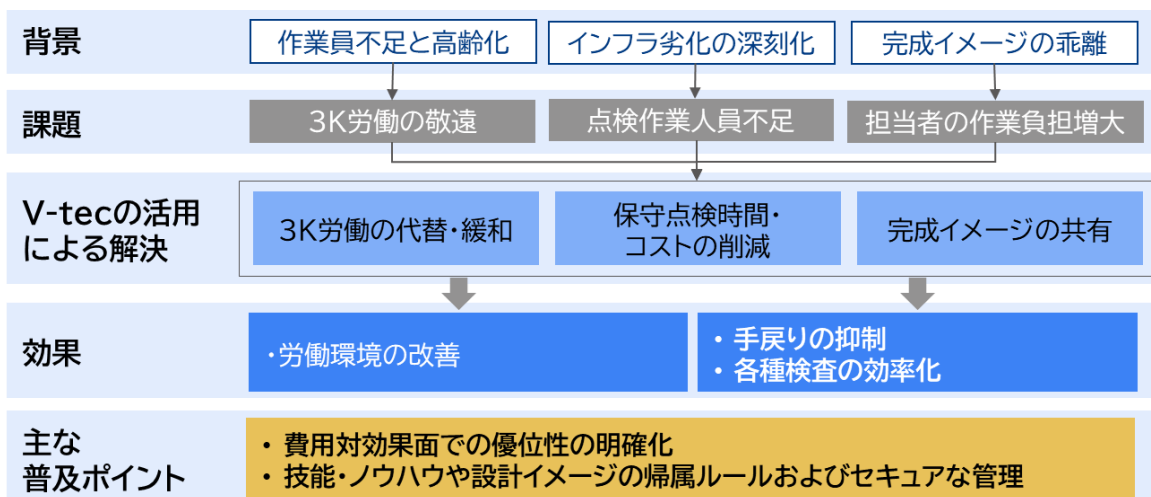 背景
作業員不足と高齢化
インフラ劣化の深刻化
完成イメージの乖離
課題
3K労働の敬遠
点検作業人員不足
担当者の作業負担増大
V-tecの活用
による解決
3K労働の代替・緩和
保守点検時間・
コストの削減
完成イメージの共有
効果
・労働環境の改善
• 手戻りの抑制
• 各種検査の効率化
主な
普及ポイント
• 費用対効果面での優位性の明確化
• 技能・ノウハウや設計イメージの帰属ルールおよびセキュアな管理